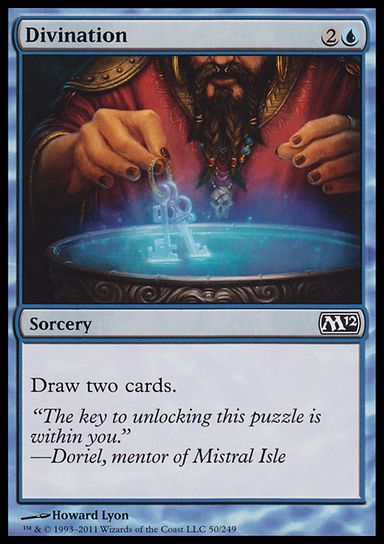 Divination 2
Sorcery M12
Draw two cards.
“The key to unlocking this puzzle is
within you.”
—Doriel, mentor of Mistral Isle
Howard Lyon
™ & © 1993–2011 Wizards of the Coast LLC 50/249